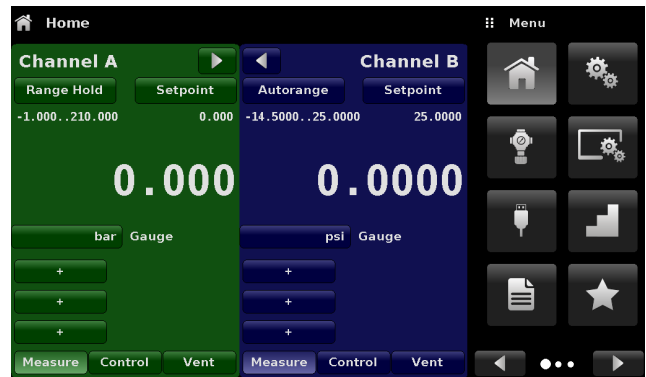 Home
Menu
Channel A
Channel B
Range Hold
Setpoint
Autorange
Setpoint
-1.000..210.000
0.000
-14.5000..25.0000
25.0000
0.000
0.0000
bar
Gauge
psi
Gauge
+
+
+
+
+
+
Measure
Control
Vent
Measure
Control
Vent